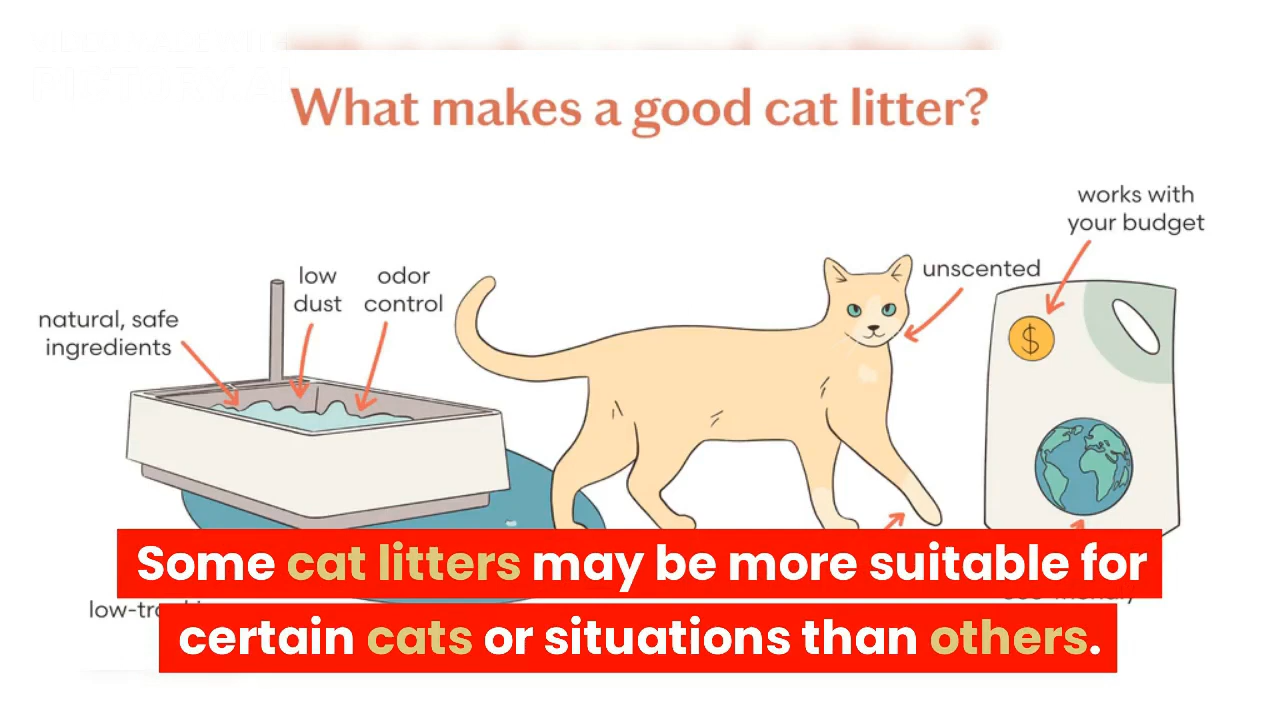 What makes a good cat litter?
works with
your budget
low
dust
odor
control
unscented
natural, safe
ingredients
$
Some cat litters may be more suitable for
certain cats or situations than others.